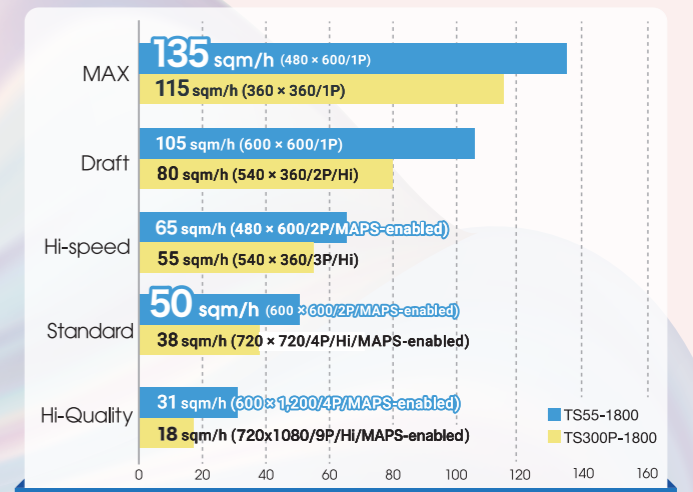 MAX
135 sqm/h (480 × 600/1P)
115 sqm/h (360 × 360/1P)
Draft
105 sqm/h (600 × 600/1P)
80 sqm/h (540 × 360/2P/Hi)
Hi-speed
65 sqm/h (480 × 600/2P/MAPS-enabled)
55 sqm/h (540 × 360/3P/Hi)
Standard
50 sqm/h (600 × 600/2P/MAPS-enabled)
38 sqm/h (720 × 720/4P/Hi/MAPS-enabled)
Hi-Quality
31 sqm/h (600 × 1,200/4P/MAPS-enabled)
18 sqm/h (720x1080/9P/Hi/MAPS-enabled)
TS55-1800
TS300P-1800
0 20 40 60 80 100 120 140 160